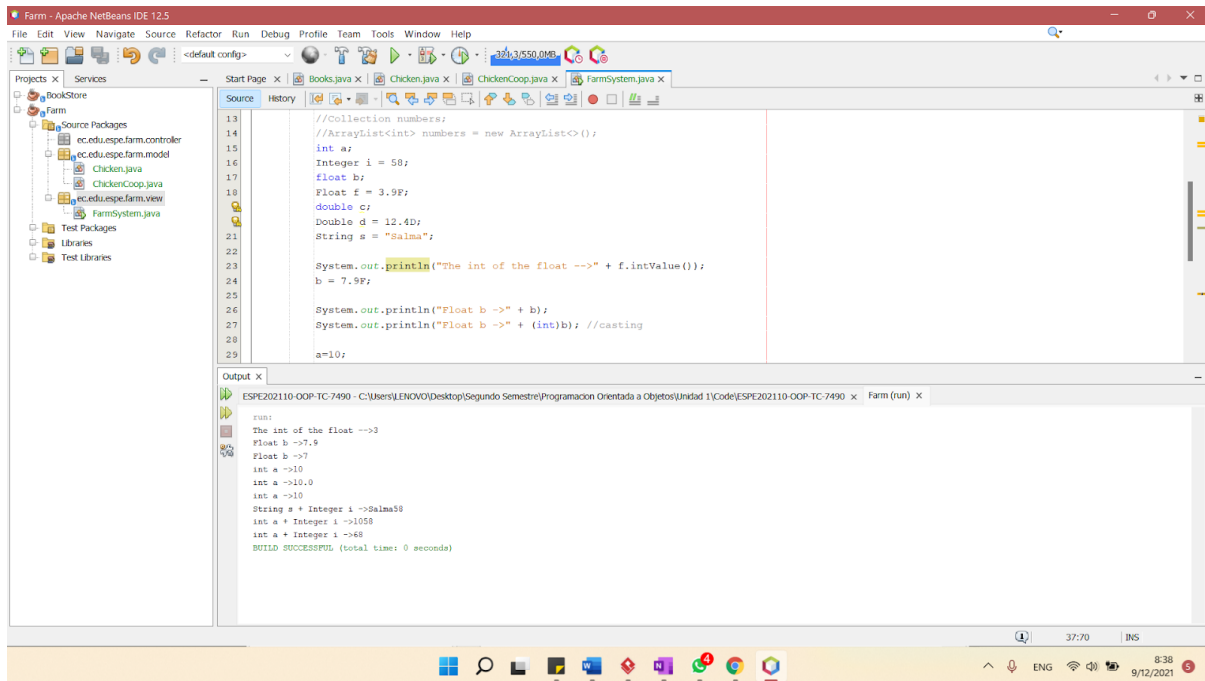 Farm - Apache NetBeans IDE 12.5
File Edit View Navigate Source Refactor Run Debug Profile Team Tools Window Help
<default config>
324,3/550,0MB
Projects Services
Start Page Books.java Chicken.java ChickenCoop.java FarmSystem.java
BookStore
Farm
Source Packages
ec.edu.espe.farm.controller
ec.edu.espe.farm.model
Chicken.java
ChickenCoop.java
ec.edu.espe.farm.view
FarmSystem.java
Test Packages
Libraries
Test Libraries
Source History
13 //Collection numbers;
14 //ArrayList<int> numbers = new ArrayList<>();
15 int a;
16 Integer i = 58;
17 float b;
18 Float f = 3.9F;
double c;
Double d = 12.4D;
21 String s = "Salma";
22
23 System.out.println("The int of the float -->" + f.intValue());
24 b = 7.9F;
25
26 System.out.println("Float b ->" + b);
27 System.out.println("Float b ->" + (int)b); //casting
28
29 a=10;
Output
ESPE202110-OOP-TC-7490 - C:\Users\LENOVO\Desktop\Segundo Semestre\Programacion Orientada a Objetos\Unidad 1\Code\ESPE202110-OOP-TC-7490 Farm (run)
run:
The int of the float -->3
Float b ->7.9
Float b ->7
int a ->10
int a ->10.0
int a ->10
String s + Integer i ->Salma58
int a + Integer i ->1058
int a + Integer i ->68
BUILD SUCCESSFUL (total time: 0 seconds)
37:70 INS
4
ENG
8:38
9/12/2021
5